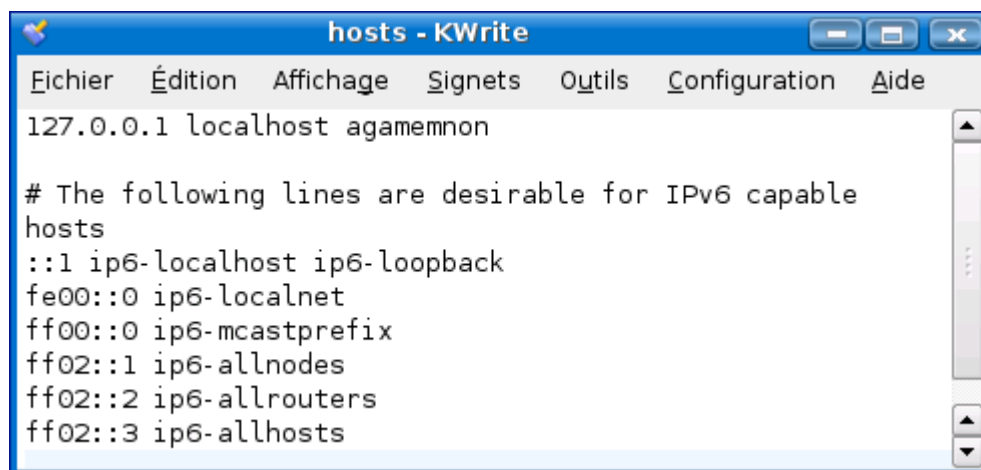 hosts - KWrite
Fichier Édition Affichage Signets Outils Configuration Aide
127.0.0.1 localhost agamemnon
# The following lines are desirable for IPv6 capable
hosts
::1 ip6-localhost ip6-loopback
fe00::0 ip6-localnet
ff00::0 ip6-mcastprefix
ff02::1 ip6-allnodes
ff02::2 ip6-allrouters
ff02::3 ip6-allhosts